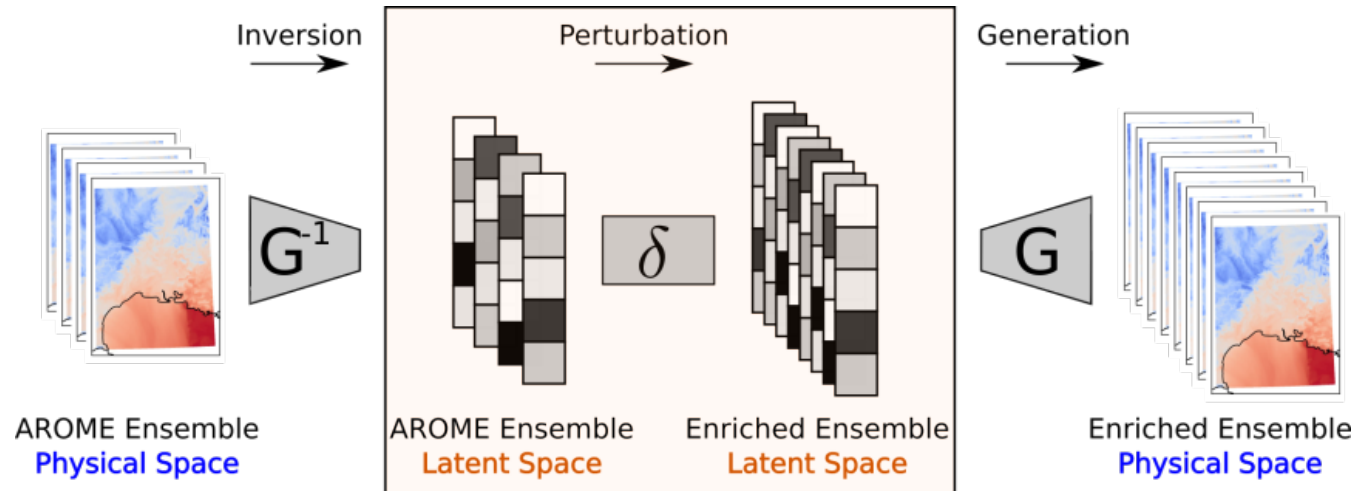 Inversion
Perturbation
Generation
G-1
δ
G
AROME Ensemble
Physical Space
AROME Ensemble
Latent Space
Enriched Ensemble
Latent Space
Enriched Ensemble
Physical Space